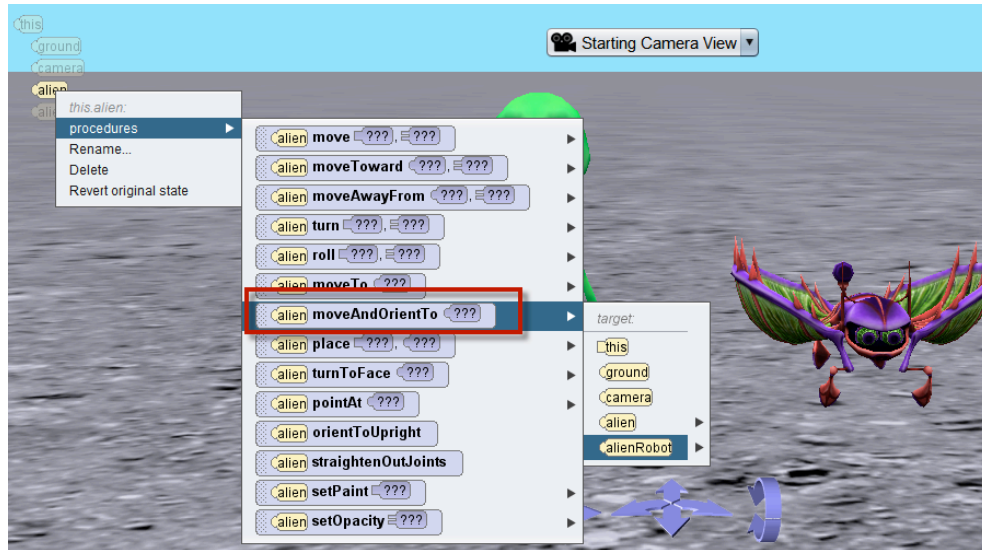 this
ground
camera
alien
Starting Camera View
this.alien:
procedures
Rename...
Delete
Revert original state
alien move ???, ???
alien moveToward ???, ???
alien moveAwayFrom ???, ???
alien turn ???, ???
alien roll ???, ???
alien moveTo ???
alien moveAndOrientTo ???
alien place ???, ???
alien turnToFace ???
alien pointAt ???
alien orientToUpright
alien straightenOutJoints
alien setPaint ???
alien setOpacity ???
target:
this
ground
camera
alien
alienRobot